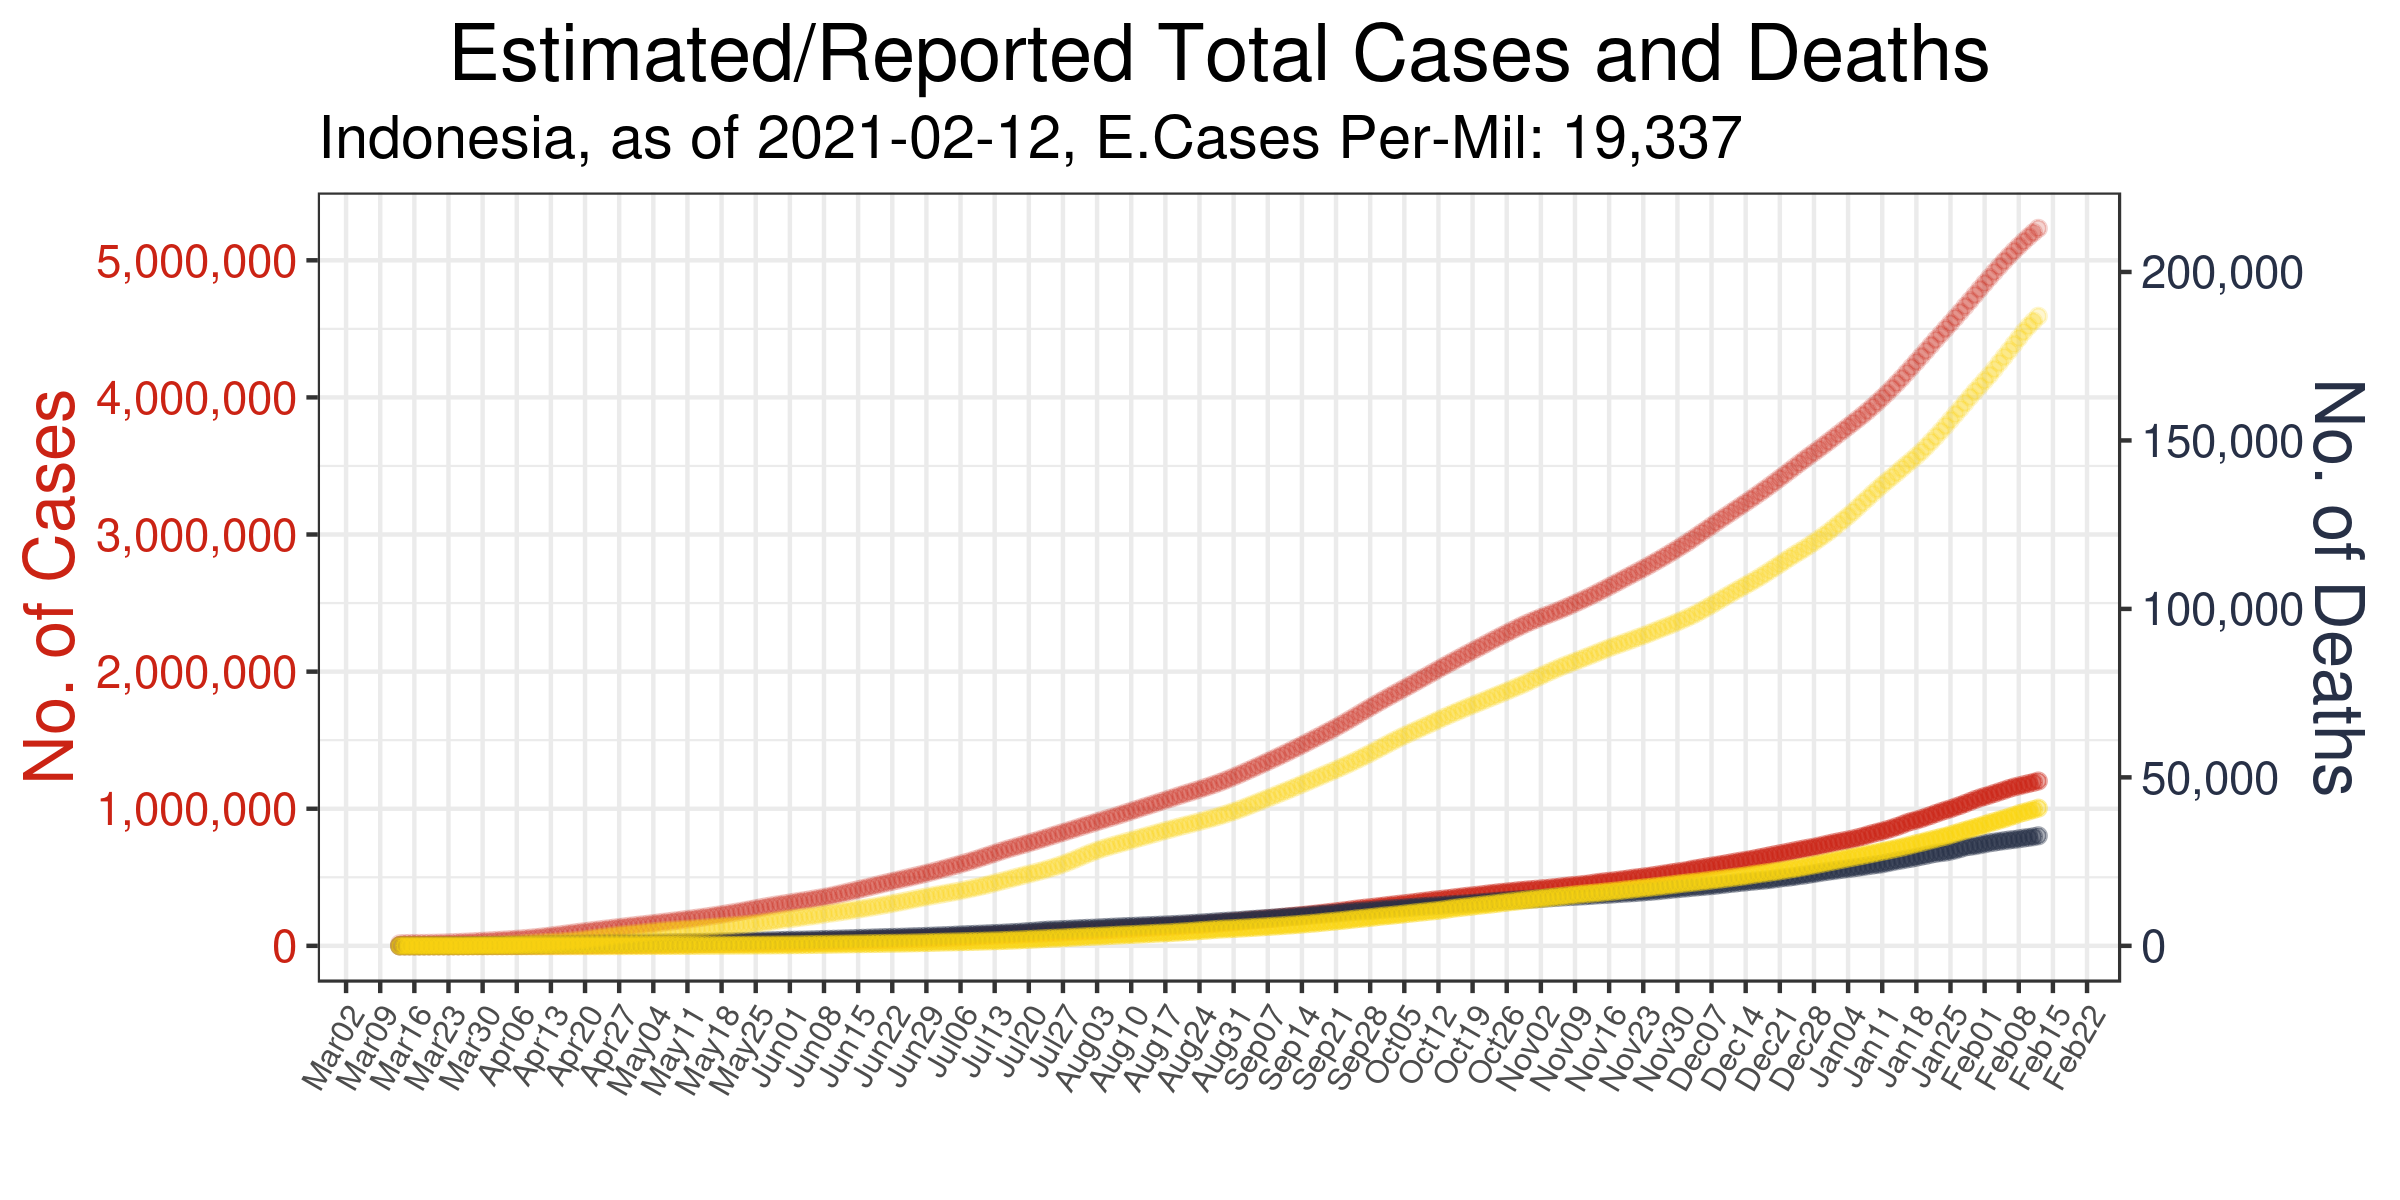 Estimated/Reported Total Cases and Deaths
Indonesia, as of 2021-02-12, E.Cases Per-Mil: 19,337
No. of Cases
5,000,000
4,000,000
3,000,000
2,000,000
1,000,000
0
200,000
150,000
100,000
50,000
0
No. of Deaths
Mar02
Mar09
Mar16
Mar23
Mar30
Apr06
Apr13
Apr20
Apr27
May04
May11
May18
May25
Jun01
Jun08
Jun15
Jun22
Jun29
Jul06
Jul13
Jul20
Jul27
Aug03
Aug10
Aug17
Aug24
Aug31
Sep07
Sep14
Sep21
Sep28
Oct05
Oct12
Oct19
Oct26
Nov02
Nov09
Nov16
Nov23
Nov30
Dec07
Dec14
Dec21
Dec28
Jan04
Jan11
Jan18
Jan25
Feb01
Feb08
Feb15
Feb22